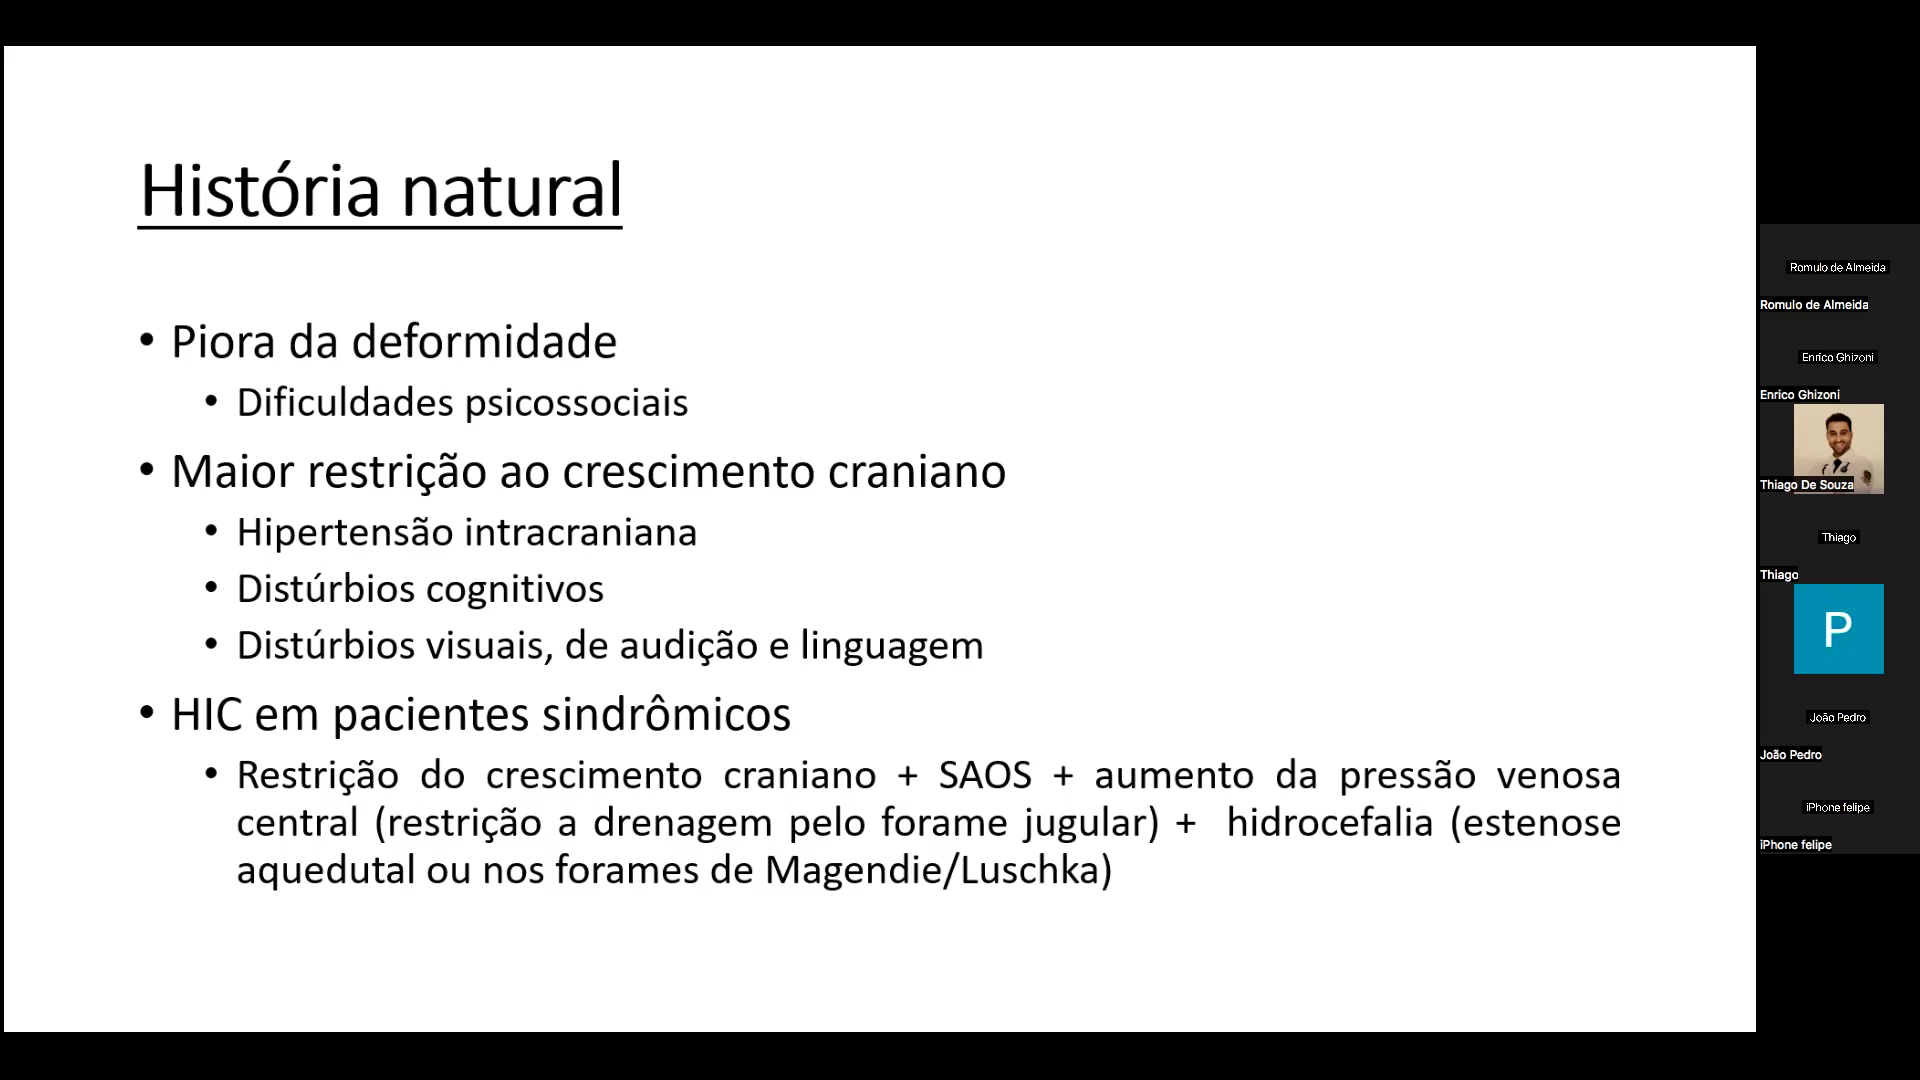 História natural
• Piora da deformidade
• Dificuldades psicossociais
• Maior restrição ao crescimento craniano
• Hipertensão intracraniana
• Distúrbios cognitivos
• Distúrbios visuais, de audição e linguagem
• HIC em pacientes sindrômicos
• Restrição do crescimento craniano + SAOS + aumento da pressão venosa
central (restrição a drenagem pelo forame jugular) + hidrocefalia (estenose
aquedutal ou nos forames de Magendie/Luschka)
Romulo de Almeida
Romulo de Almeida
Enrico Ghizoni
Enrico Ghizoni
Thiago De Souza
Thiago
Thiago
P
João Pedro
João Pedro
iPhone felipe
iPhone felipe